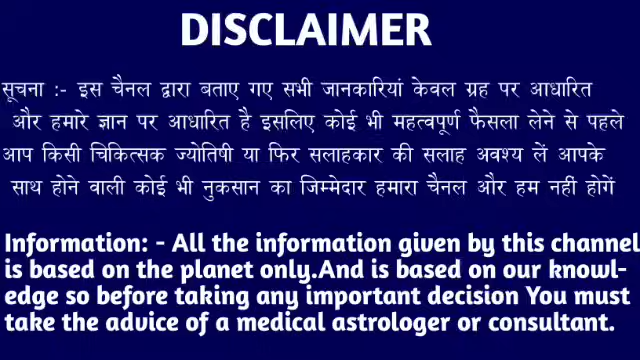 DISCLAIMER
सूचना :- इस चैनल द्वारा बताए गए सभी जानकारियां केवल ग्रह पर आधारित
और हमारे ज्ञान पर आधारित है इसलिए कोई भी महत्वपूर्ण फैसला लेने से पहले
आप किसी चिकित्सक ज्योतिषी या फिर सलाहकार की सलाह अवश्य लें आपके
साथ होने वाली कोई भी नुकसान का जिम्मेदार हमारा चैनल और हम नहीं होगें
Information: - All the information given by this channel
is based on the planet only.And is based on our knowl-
edge so before taking any important decision You must
take the advice of a medical astrologer or consultant.